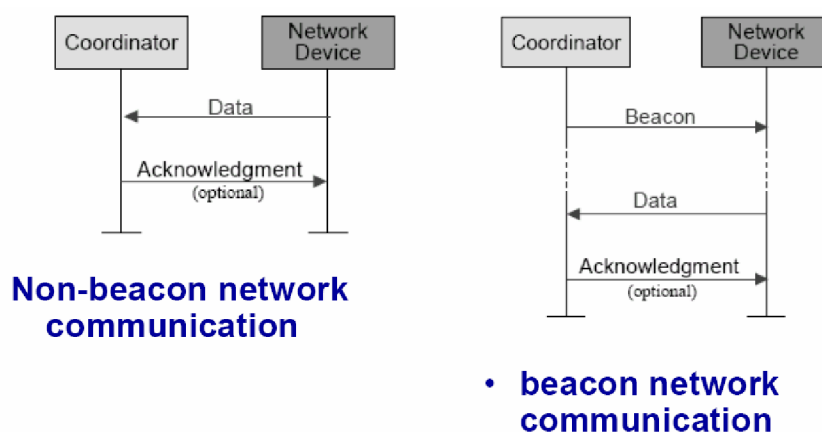 Coordinator
Network
Device
Data
Acknowledgment
(optional)
Non-beacon network
communication
Coordinator
Network
Device
Beacon
Data
Acknowledgment
(optional)
• beacon network
communication